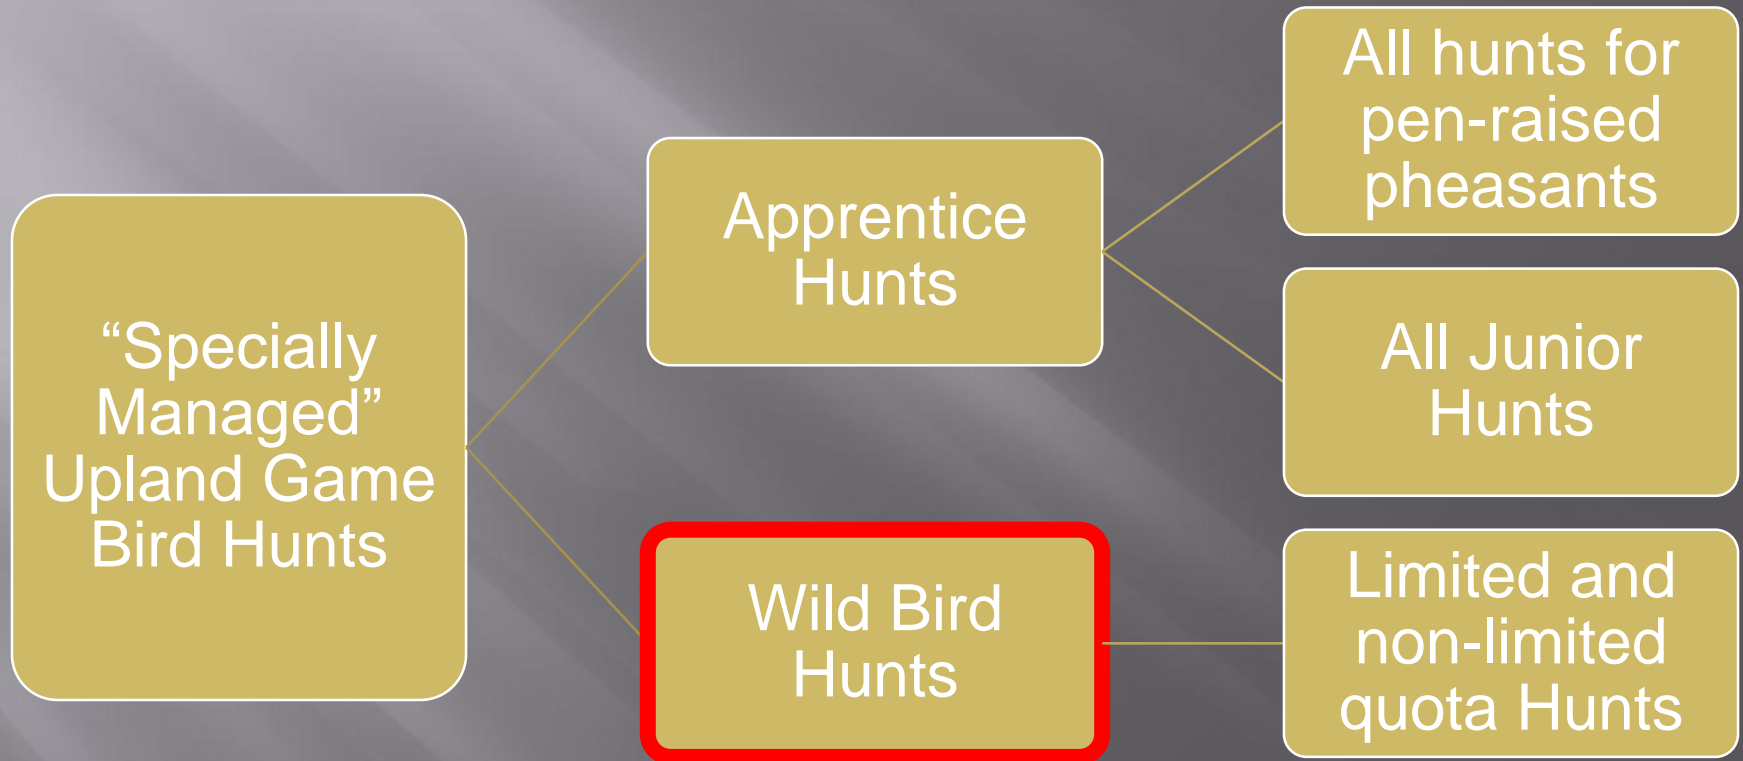 “Specially
Managed”
Upland Game
Bird Hunts
Apprentice
Hunts
Wild Bird
Hunts
All hunts for
pen-raised
pheasants
All Junior
Hunts
Limited and
non-limited
quota Hunts